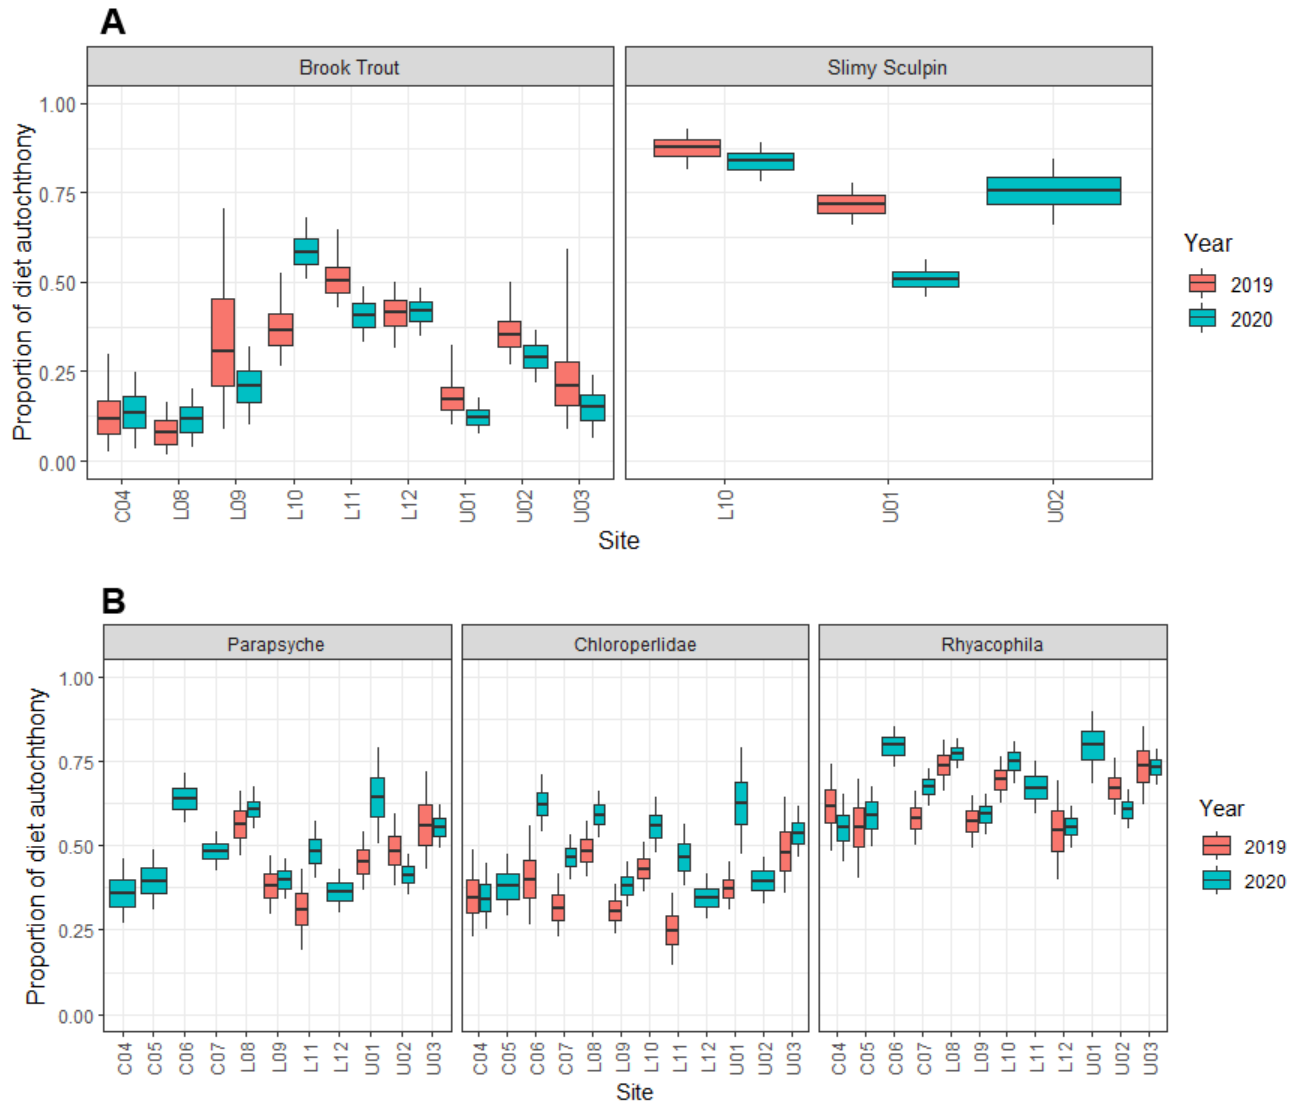 A
Brook Trout
Slimy Sculpin
1.00
0.75
0.50
0.25
0.00
Proportion of diet autochthony
C04
L08
L09
L10
L11
L12
U01
U02
U03
L10
U01
U02
Site
Year
2019
2020
B
Parapsyche
Chloroperlidae
Rhyacophila
1.00
0.75
0.50
0.25
0.00
Proportion of diet autochthony
C04
C05
C06
C07
L08
L09
L11
L12
U01
U02
U03
C04
C05
C06
C07
L08
L09
L10
L11
L12
U01
U02
U03
C04
C05
C06
C07
L08
L09
L10
L11
L12
U01
U02
U03
Site
Year
2019
2020